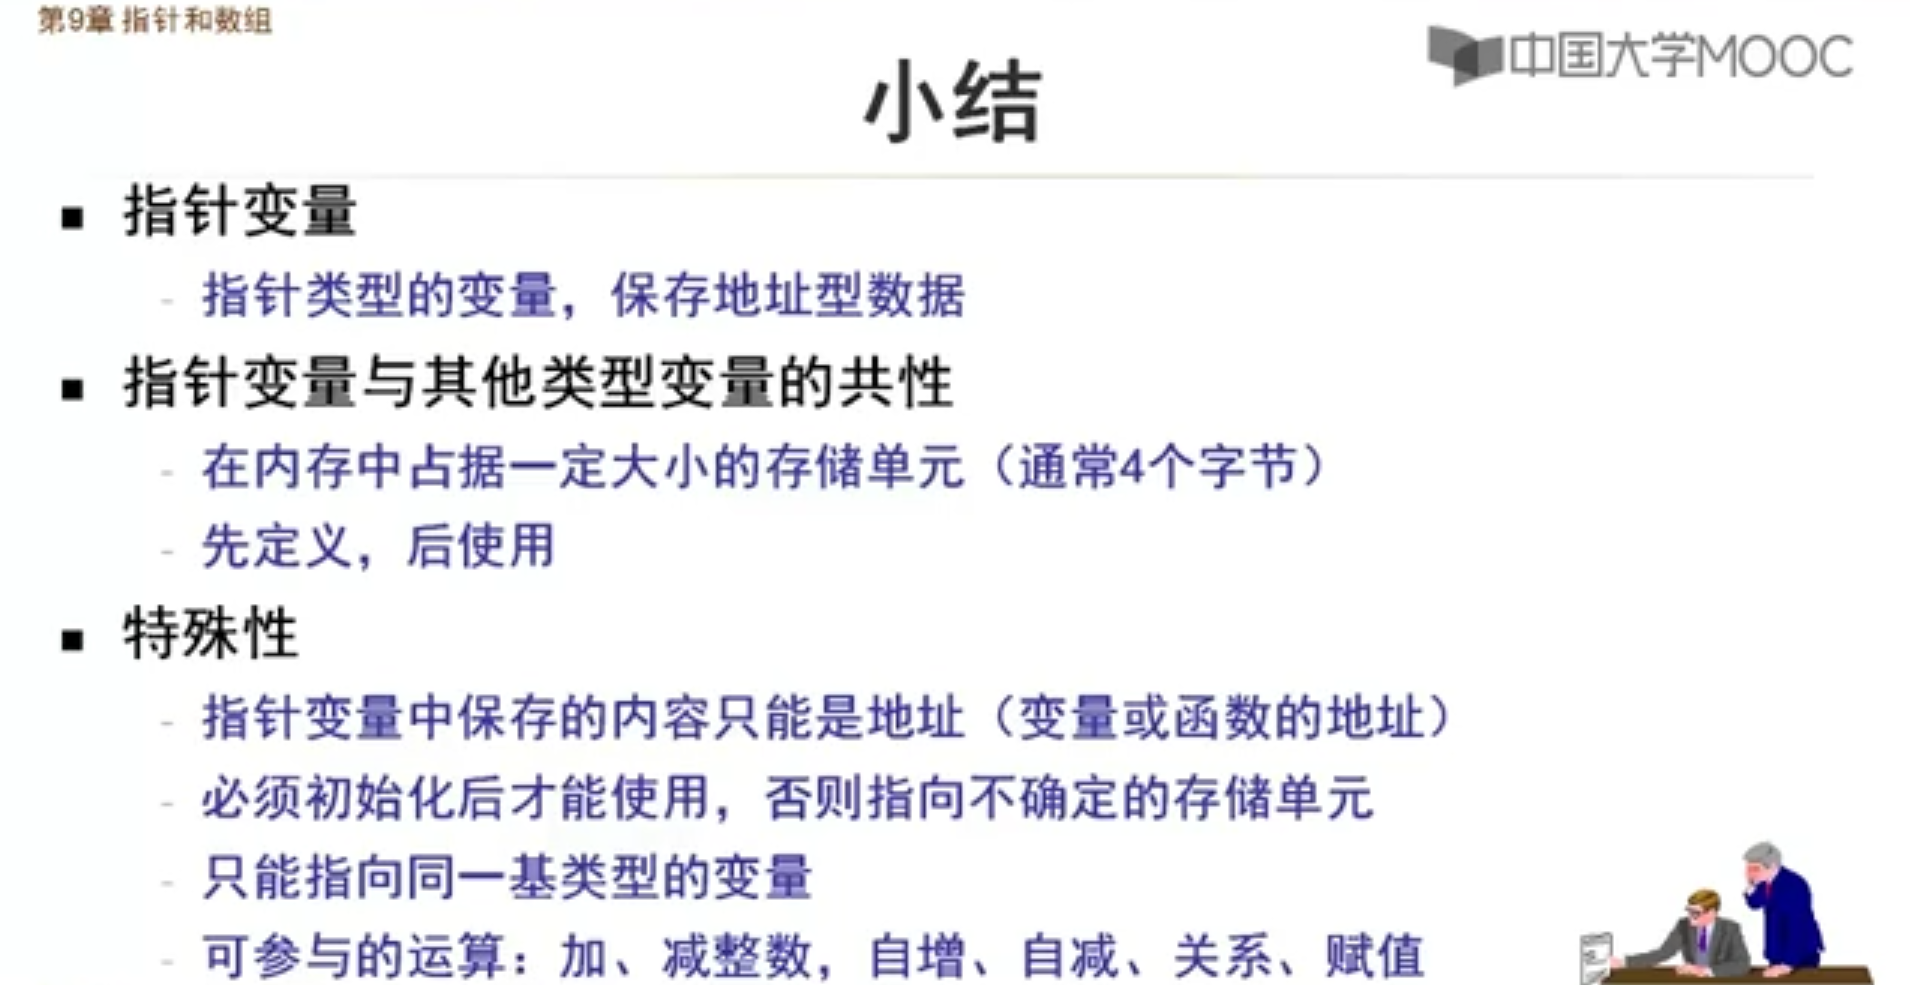 第9章 指针和数组
中国大学MOOC
小结
■ 指针变量
- 指针类型的变量，保存地址型数据
■ 指针变量与其他类型变量的共性
- 在内存中占据一定大小的存储单元（通常4个字节）
- 先定义，后使用
■ 特殊性
- 指针变量中保存的内容只能是地址（变量或函数的地址）
- 必须初始化后才能使用，否则指向不确定的存储单元
- 只能指向同一基类型的变量
- 可参与的运算：加、减整数，自增、自减、关系、赋值